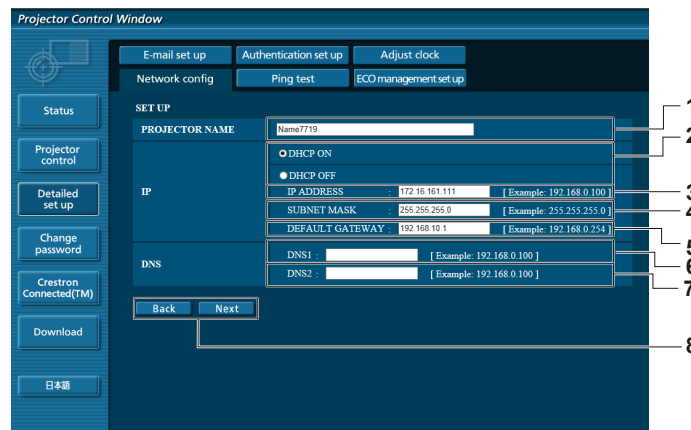 Projector Control Window
E-mail set up
Authentication set up
Adjust clock
Network config
Ping test
ECO management set up
Status
Projector control
Detailed set up
Change password
Crestron Connected(TM)
Download
日本語
SET UP
PROJECTOR NAME
Name7719
IP
DHCP ON
DHCP OFF
IP ADDRESS : 172.16.161.111 [ Example: 192.168.0.100 ]
SUBNET MASK : 255.255.255.0 [ Example: 255.255.255.0 ]
DEFAULT GATEWAY : 192.168.10.1 [ Example: 192.168.0.254 ]
DNS
DNS1 : [ Example: 192.168.0.100 ]
DNS2 : [ Example: 192.168.0.100 ]
Back
Next
1
2
3
4
5
6
7
8